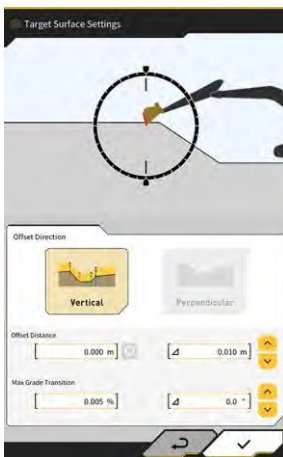 Target Surface Settings
Offset Direction
Vertical
Perpendicular
Offset Distance
0.000 m
0.010 m
Max Grade Transition
0.005 %
0.0 °